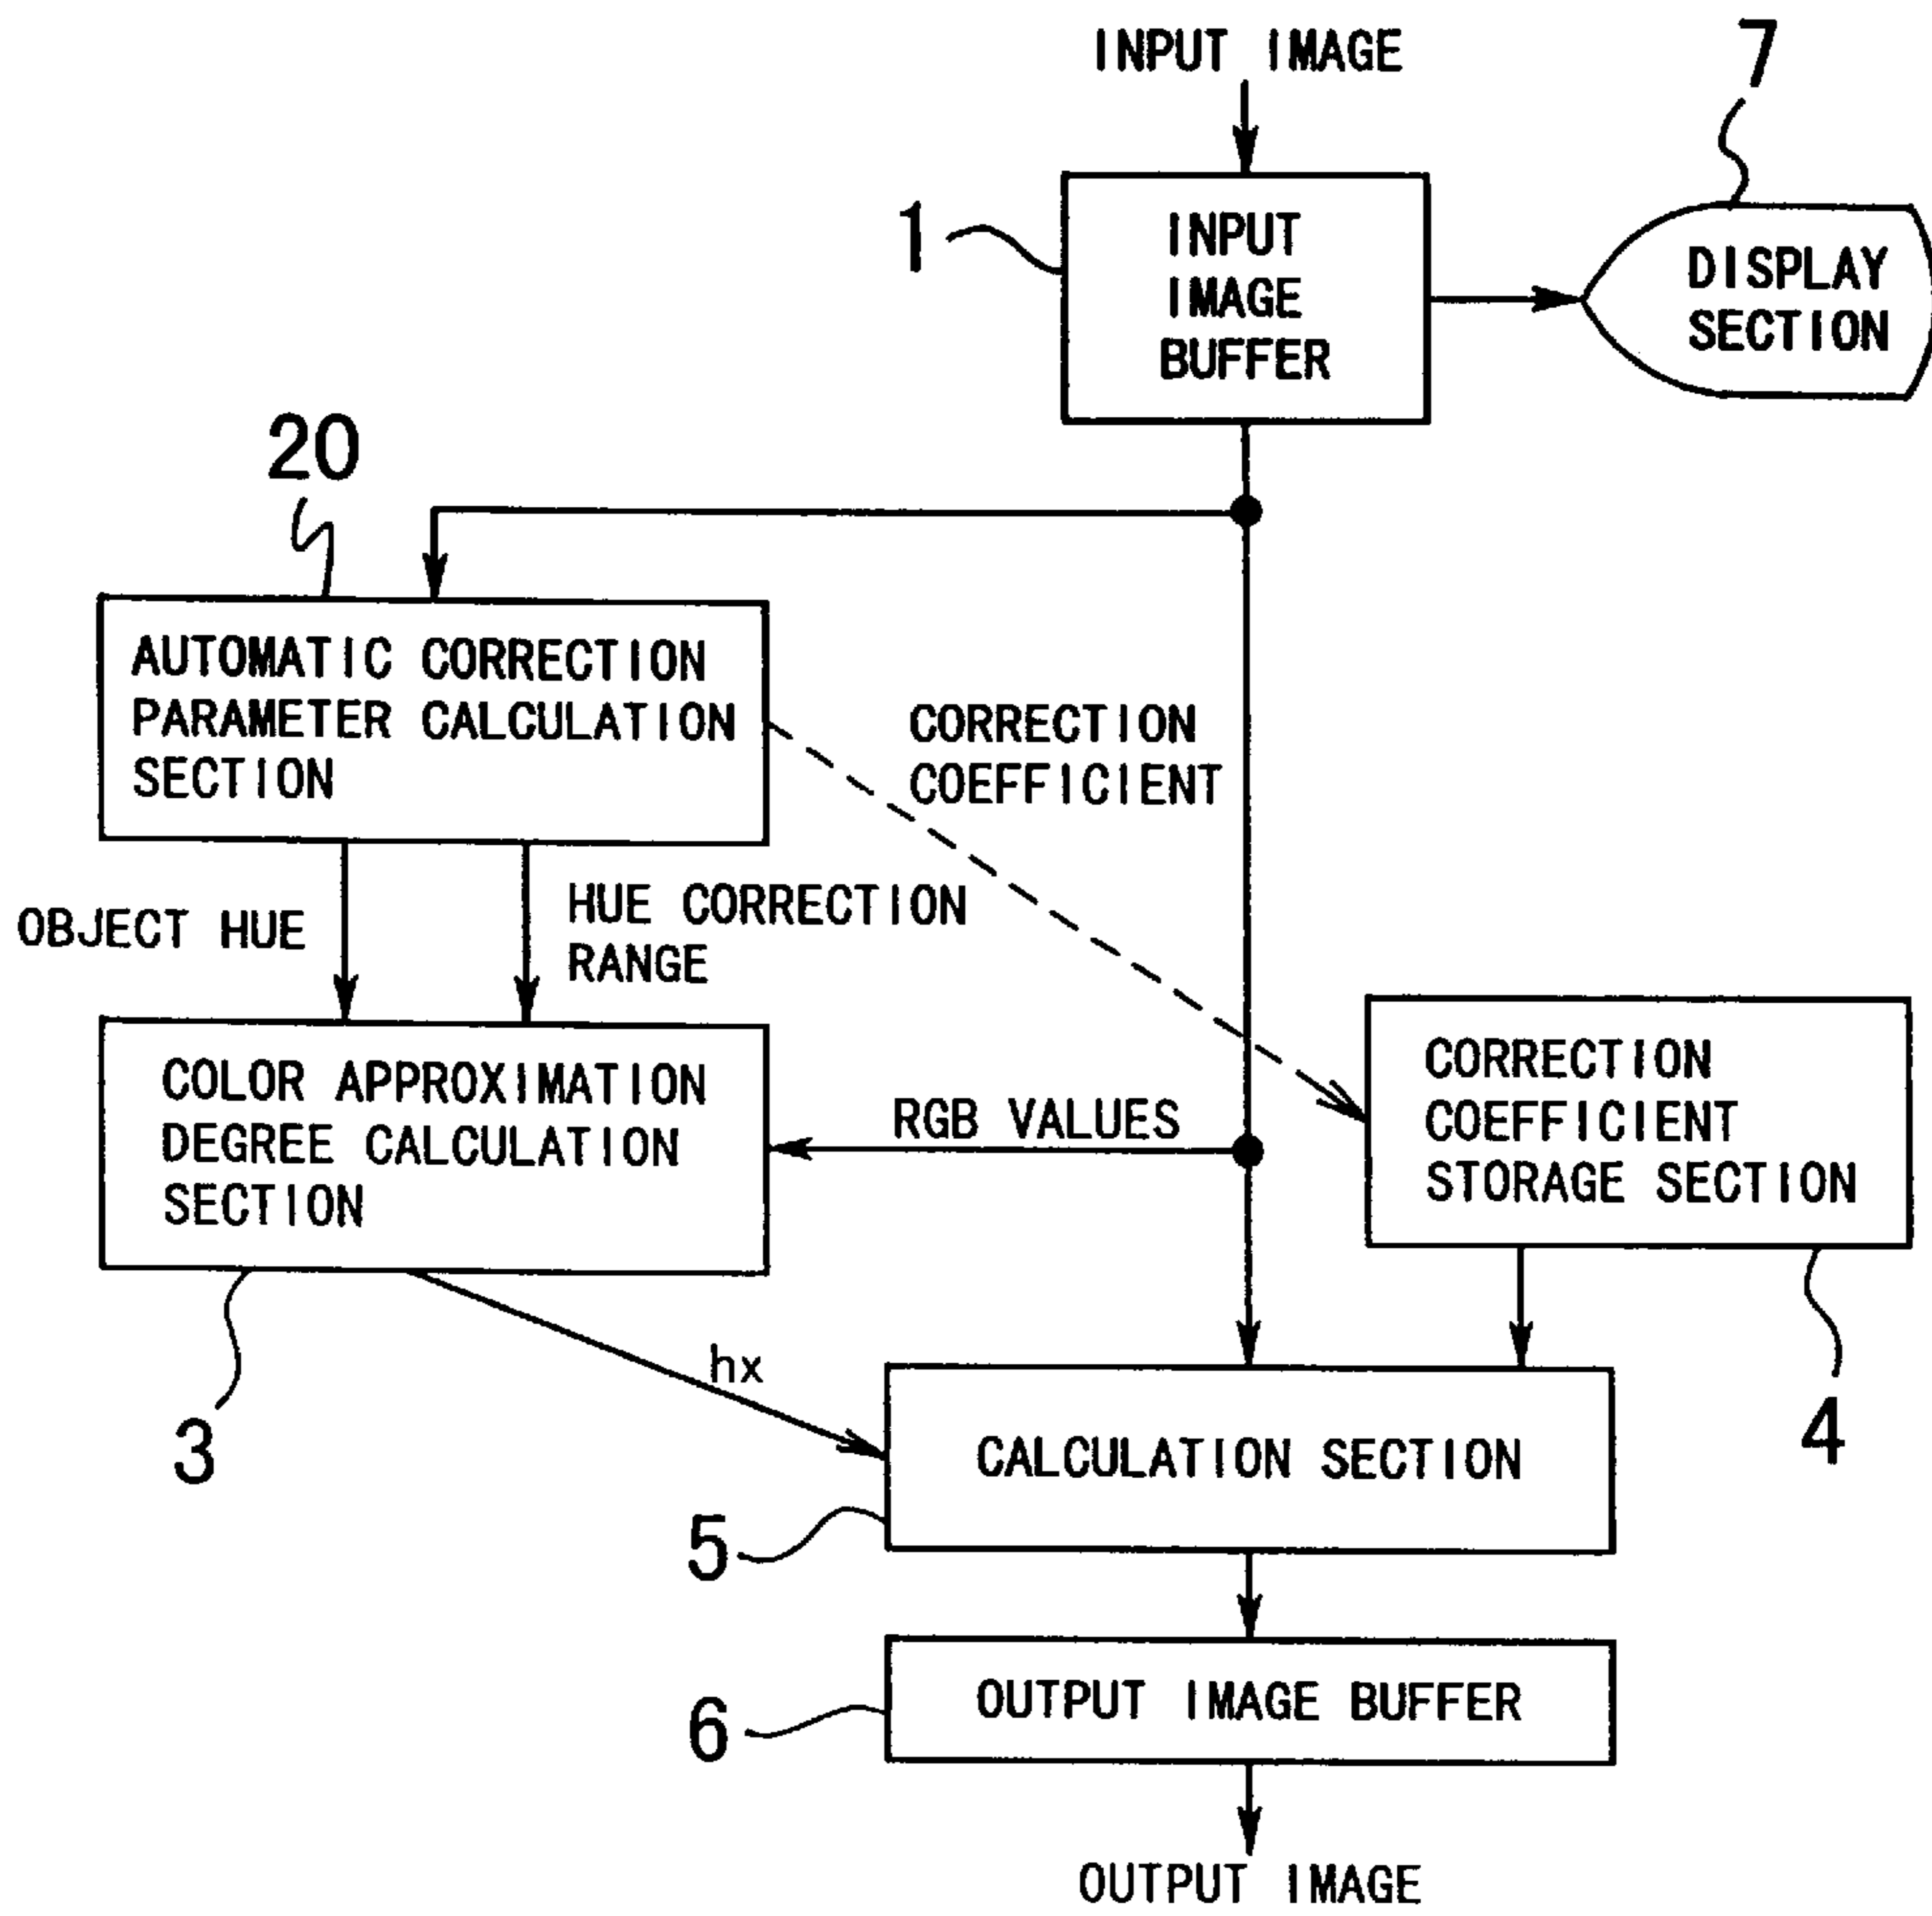 INPUT IMAGE
7
1
INPUT
IMAGE
BUFFER
DISPLAY
SECTION
20
AUTOMATIC CORRECTION
PARAMETER CALCULATION
SECTION
CORRECTION
COEFFICIENT
OBJECT HUE
HUE CORRECTION
RANGE
COLOR APPROXIMATION
DEGREE CALCULATION
SECTION
RGB VALUES
CORRECTION
COEFFICIENT
STORAGE SECTION
hx
3
4
CALCULATION SECTION
5
OUTPUT IMAGE BUFFER
6
OUTPUT IMAGE